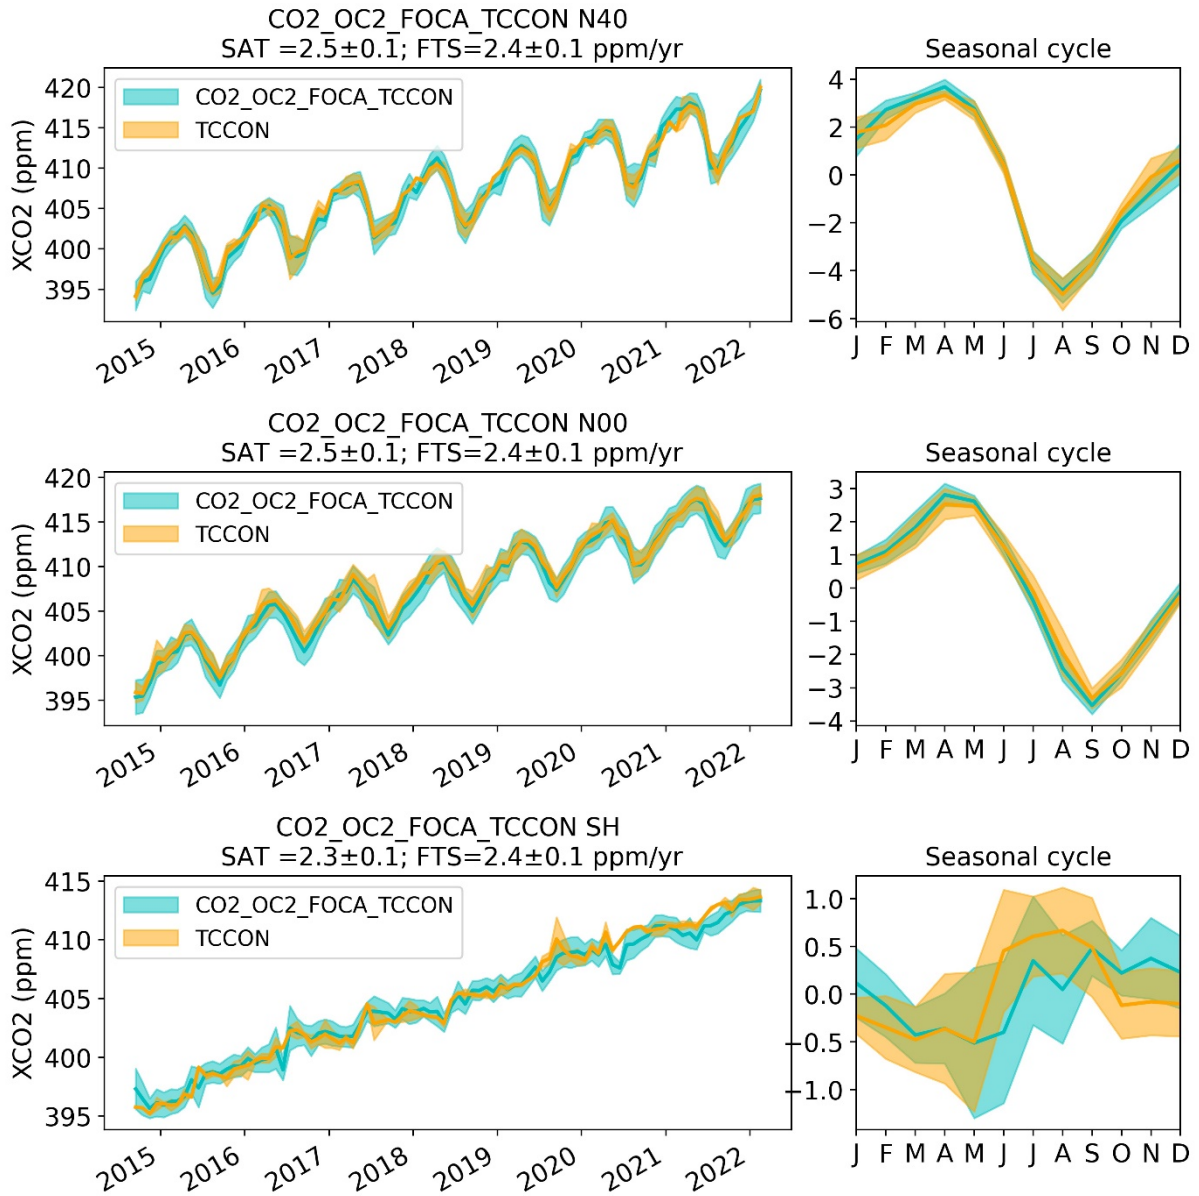 CO2_OC2_FOCA_TCCON N40
SAT =2.5±0.1; FTS=2.4±0.1 ppm/yr
Seasonal cycle
XCO2 (ppm)
420
415
410
405
400
395
CO2_OC2_FOCA_TCCON
TCCON
2015 2016 2017 2018 2019 2020 2021 2022
4
2
0
−2
−4
−6
J F M A M J J A S O N D
CO2_OC2_FOCA_TCCON N00
SAT =2.5±0.1; FTS=2.4±0.1 ppm/yr
Seasonal cycle
XCO2 (ppm)
420
415
410
405
400
395
CO2_OC2_FOCA_TCCON
TCCON
2015 2016 2017 2018 2019 2020 2021 2022
3
2
1
0
−1
−2
−3
−4
J F M A M J J A S O N D
CO2_OC2_FOCA_TCCON SH
SAT =2.3±0.1; FTS=2.4±0.1 ppm/yr
Seasonal cycle
XCO2 (ppm)
415
410
405
400
395
CO2_OC2_FOCA_TCCON
TCCON
2015 2016 2017 2018 2019 2020 2021 2022
1.0
0.5
0.0
−0.5
−1.0
J F M A M J J A S O N D